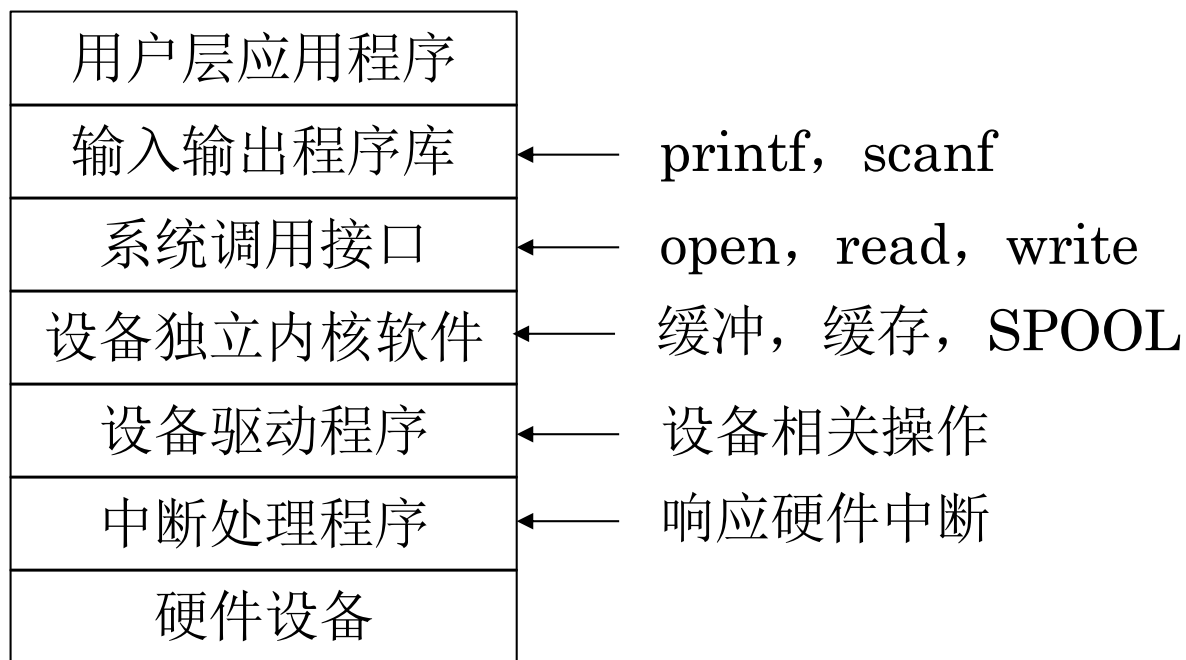 用户层应用程序
输入输出程序库
printf，scanf
系统调用接口
open，read，write
设备独立内核软件
缓冲，缓存，SPOOL
设备驱动程序
设备相关操作
中断处理程序
响应硬件中断
硬件设备